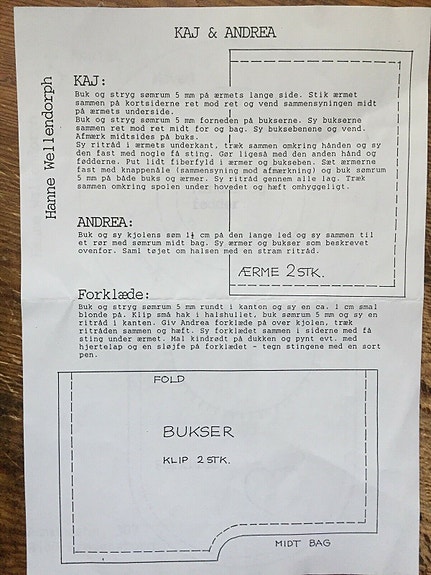 KAJ & ANDREA
Hanne Wellendorph
KAJ:
Buk og stryg sømrum 5 mm på ærmets lange side. Stik ærmet
sammen på kortsiderne ret mod ret og vend sammensyningen midt
på ærmets underside.
Buk og stryg sømrum 5 mm forneden på bukserne. Sy bukserne
sammen ret mod ret midt for og bag. Sy buksebenene og vend.
Afmærk midtsides på buks.
Sy ritråd i ærmets underkant, træk sammen omkring hånden og sy
den fast med nogle få sting. Gør ligeså med den anden hånd og
fødderne. Put lidt fiberfyld i ærmer og bukseben. Sæt ærmerne
fast med knappenåle (sammensyning mod afmærkning) og buk sømrum
5 mm på både buks og ærmer. Sy ritråd gennem alle lag. Træk
sammen omkring spolen under hovedet og hæft omhyggeligt.
ANDREA:
Buk og sy kjolens søm 1½ cm på den lange led og sy sammen til
et rør med sømrum midt bag. Sy ærmer og bukser som beskrevet
ovenfor. Saml tøjet om halsen med en stram ritråd.
ÆRME 2 STK.
Forklæde:
Buk og stryg sømrum 5 mm rundt i kanten og sy en ca. 1 cm smal
blonde på. Klip små hak i halshullet, buk sømrum 5 mm og sy en
ritråd i kanten. Giv Andrea forklæde på over kjolen, træk
ritråden sammen og hæft. Sy forklædet sammen i siderne med få
sting under ærmet. Mal kindrødt på dukken og pynt evt. med
hjertelap og en sløjfe på forklædet - tegn stingene med en sort
pen.
FOLD
BUKSER
KLIP 2 STK.
MIDT BAG